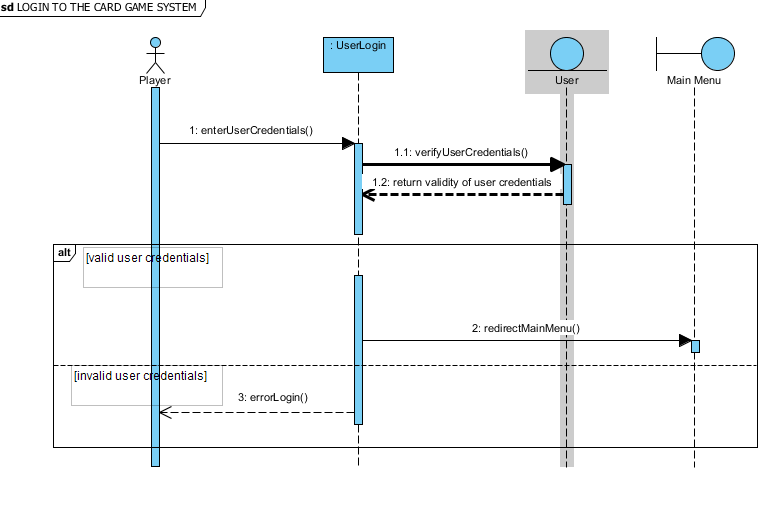 sd LOGIN TO THE CARD GAME SYSTEM
Player
: UserLogin
User
Main Menu
1: enterUserCredentials()
1.1: verifyUserCredentials()
1.2: return validity of user credentials
alt
[valid user credentials]
2: redirectMainMenu()
[invalid user credentials]
3: errorLogin()